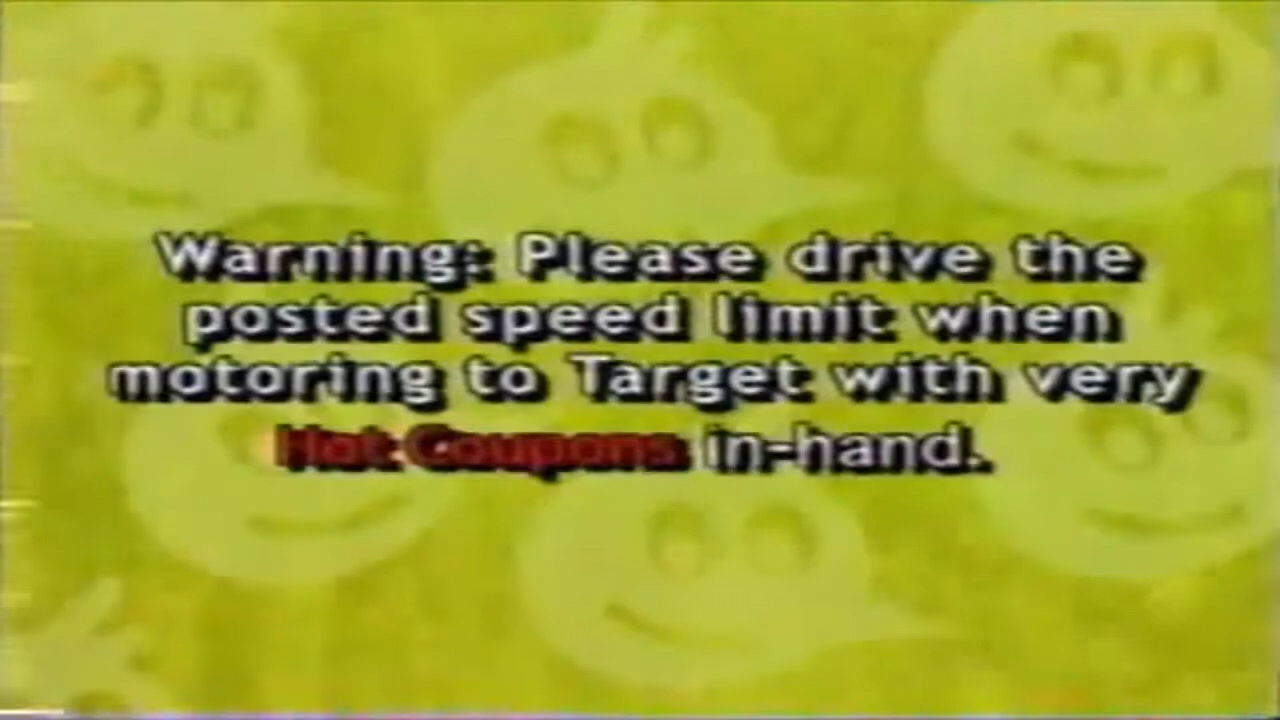 Warning: Please drive the
posted speed limit when
motoring to Target with very
Hot Coupons in-hand.